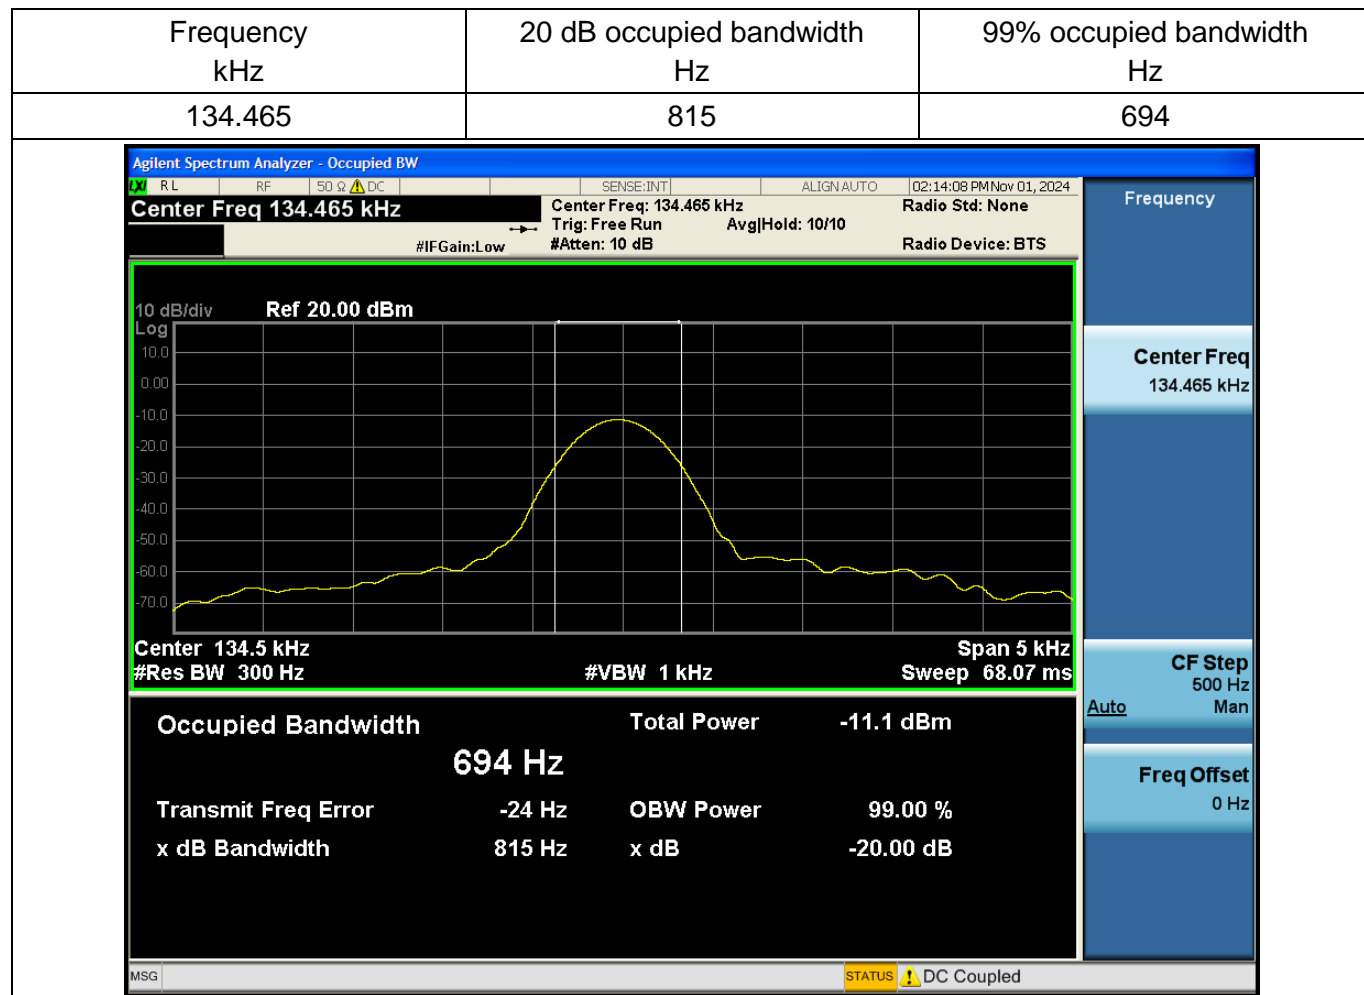 Frequency kHz 20 dB occupied bandwidth Hz 99% occupied bandwidth Hz
134.465 815 694
Agilent Spectrum Analyzer - Occupied BW
LXI RL RF 50 Ω DC SENSE:INT ALIGN AUTO 02:14:08 PM Nov 01, 2024
Center Freq 134.465 kHz Center Freq: 134.465 kHz Radio Std: None
Trig: Free Run Avg|Hold: 10/10
#IFGain:Low #Atten: 10 dB Radio Device: BTS
10 dB/div Ref 20.00 dBm
Log
10.0
0.00
-10.0
-20.0
-30.0
-40.0
-50.0
-60.0
-70.0
Center 134.5 kHz Span 5 kHz
#Res BW 300 Hz #VBW 1 kHz Sweep 68.07 ms
Occupied Bandwidth Total Power -11.1 dBm
694 Hz
Transmit Freq Error -24 Hz OBW Power 99.00 %
x dB Bandwidth 815 Hz x dB -20.00 dB
Frequency
Center Freq
134.465 kHz
CF Step
500 Hz
Auto Man
Freq Offset
0 Hz
MSG STATUS DC Coupled